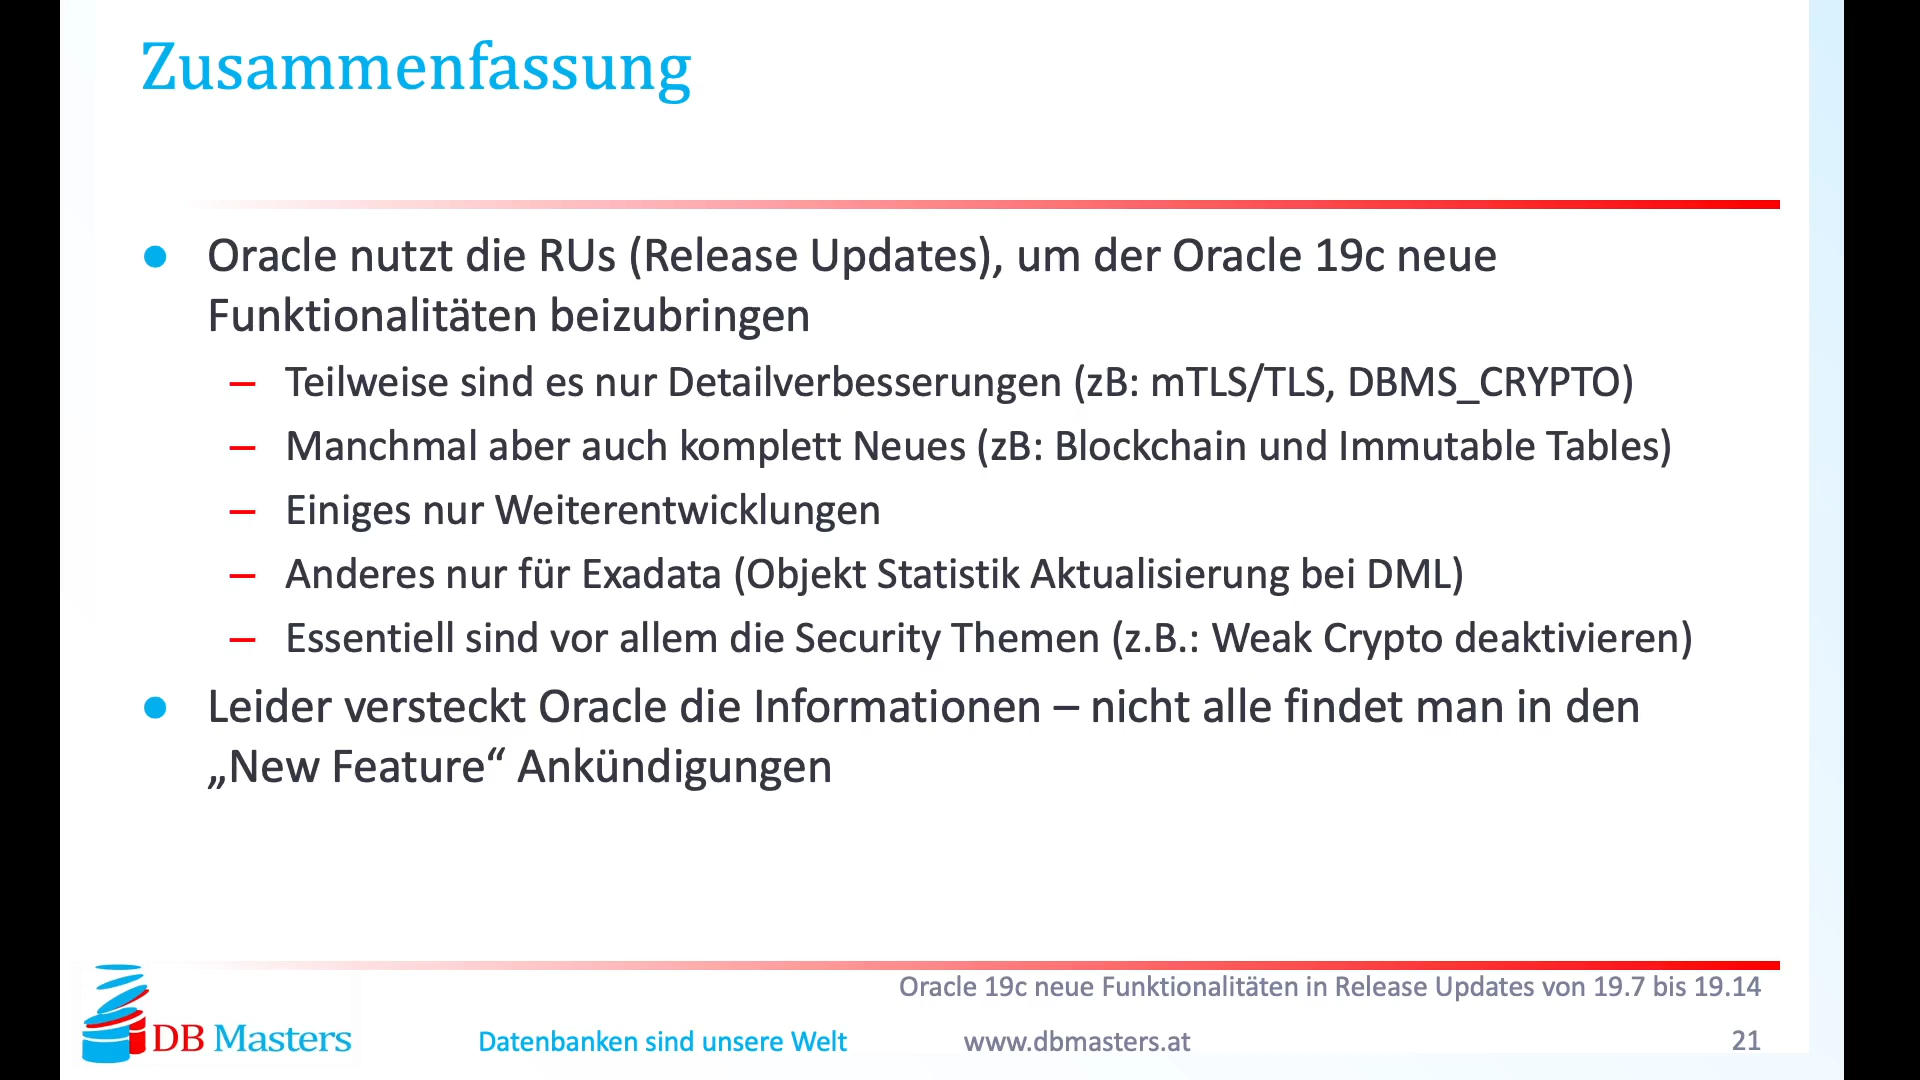 Zusammenfassung
● Oracle nutzt die RUs (Release Updates), um der Oracle 19c neue
Funktionalitäten beizubringen
– Teilweise sind es nur Detailverbesserungen (zB: mTLS/TLS, DBMS_CRYPTO)
– Manchmal aber auch komplett Neues (zB: Blockchain und Immutable Tables)
– Einiges nur Weiterentwicklungen
– Anderes nur für Exadata (Objekt Statistik Aktualisierung bei DML)
– Essentiell sind vor allem die Security Themen (z.B.: Weak Crypto deaktivieren)
● Leider versteckt Oracle die Informationen – nicht alle findet man in den
„New Feature“ Ankündigungen
Oracle 19c neue Funktionalitäten in Release Updates von 19.7 bis 19.14
DB Masters
Datenbanken sind unsere Welt
www.dbmasters.at
21